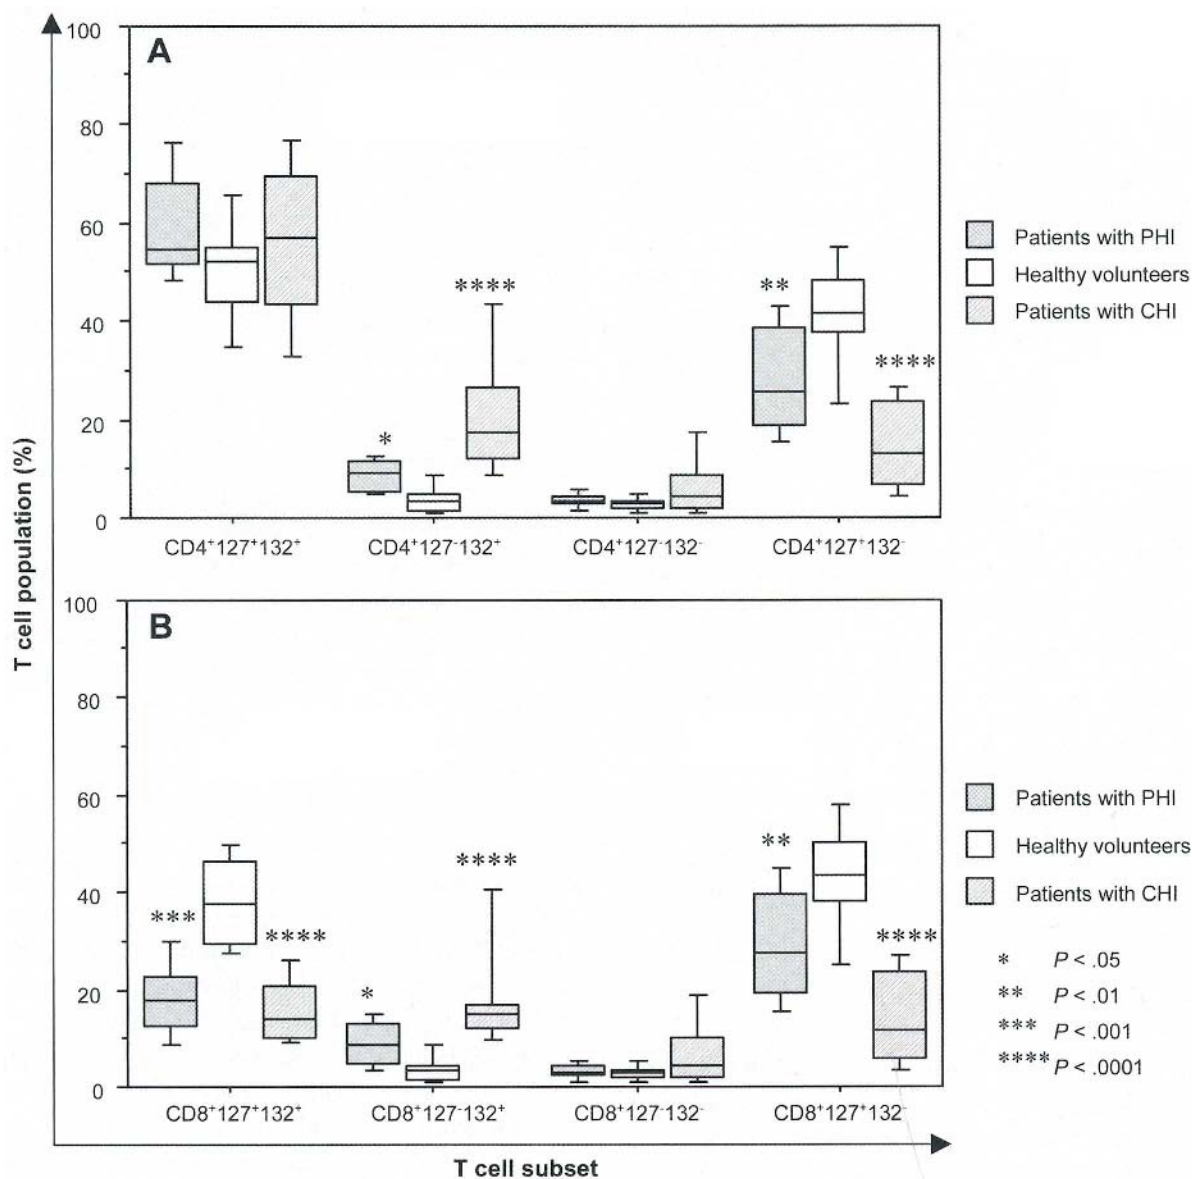 T cell population (%)
A
100
80
60
40
20
0
*
****
**
****
CD4⁺127⁺132⁺
CD4⁺127⁻132⁺
CD4⁺127⁻132⁻
CD4⁺127⁺132⁻
Patients with PHI
Healthy volunteers
Patients with CHI
B
100
80
60
40
20
0
***
****
*
****
**
****
CD8⁺127⁺132⁺
CD8⁺127⁻132⁺
CD8⁺127⁻132⁻
CD8⁺127⁺132⁻
Patients with PHI
Healthy volunteers
Patients with CHI
* P < .05
** P < .01
*** P < .001
**** P < .0001
T cell subset